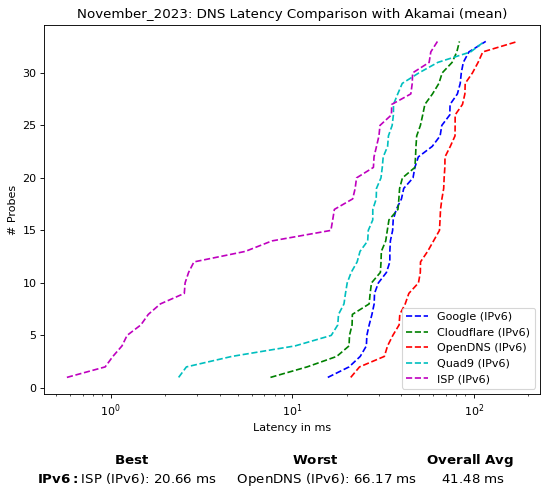 November_2023: DNS Latency Comparison with Akamai (mean)
# Probes
30
25
20
15
10
5
0
Google (IPv6)
Cloudflare (IPv6)
OpenDNS (IPv6)
Quad9 (IPv6)
ISP (IPv6)
10⁰ 10¹ 10²
Latency in ms
Best Worst Overall Avg
IPv6: ISP (IPv6): 20.66 ms OpenDNS (IPv6): 66.17 ms 41.48 ms